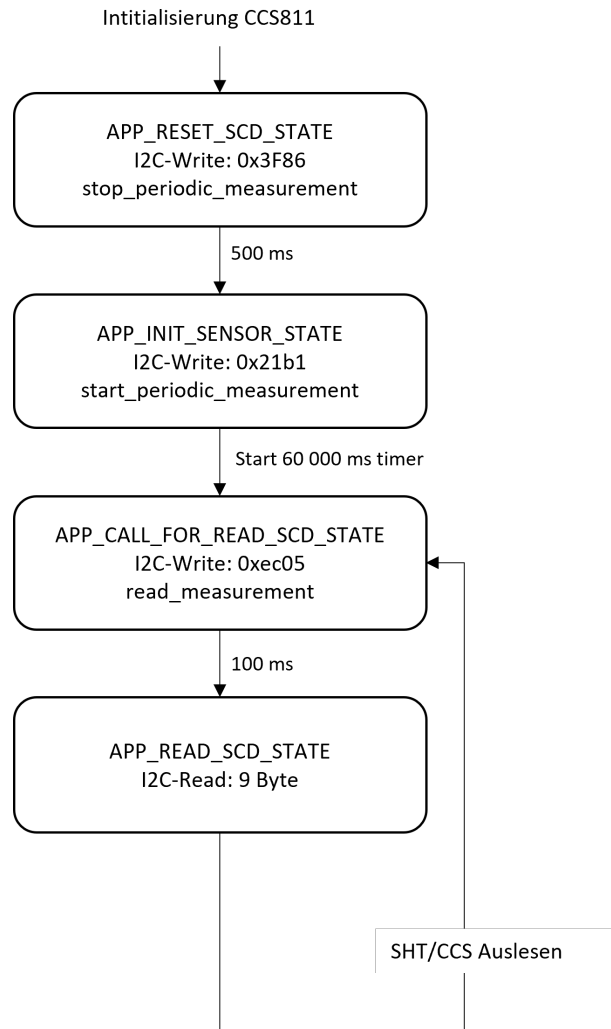 Intitialisierung CCS811
APP_RESET_SCD_STATE
I2C-Write: 0x3F86
stop_periodic_measurement
500 ms
APP_INIT_SENSOR_STATE
I2C-Write: 0x21b1
start_periodic_measurement
Start 60 000 ms timer
APP_CALL_FOR_READ_SCD_STATE
I2C-Write: 0xec05
read_measurement
100 ms
APP_READ_SCD_STATE
I2C-Read: 9 Byte
SHT/CCS Auslesen